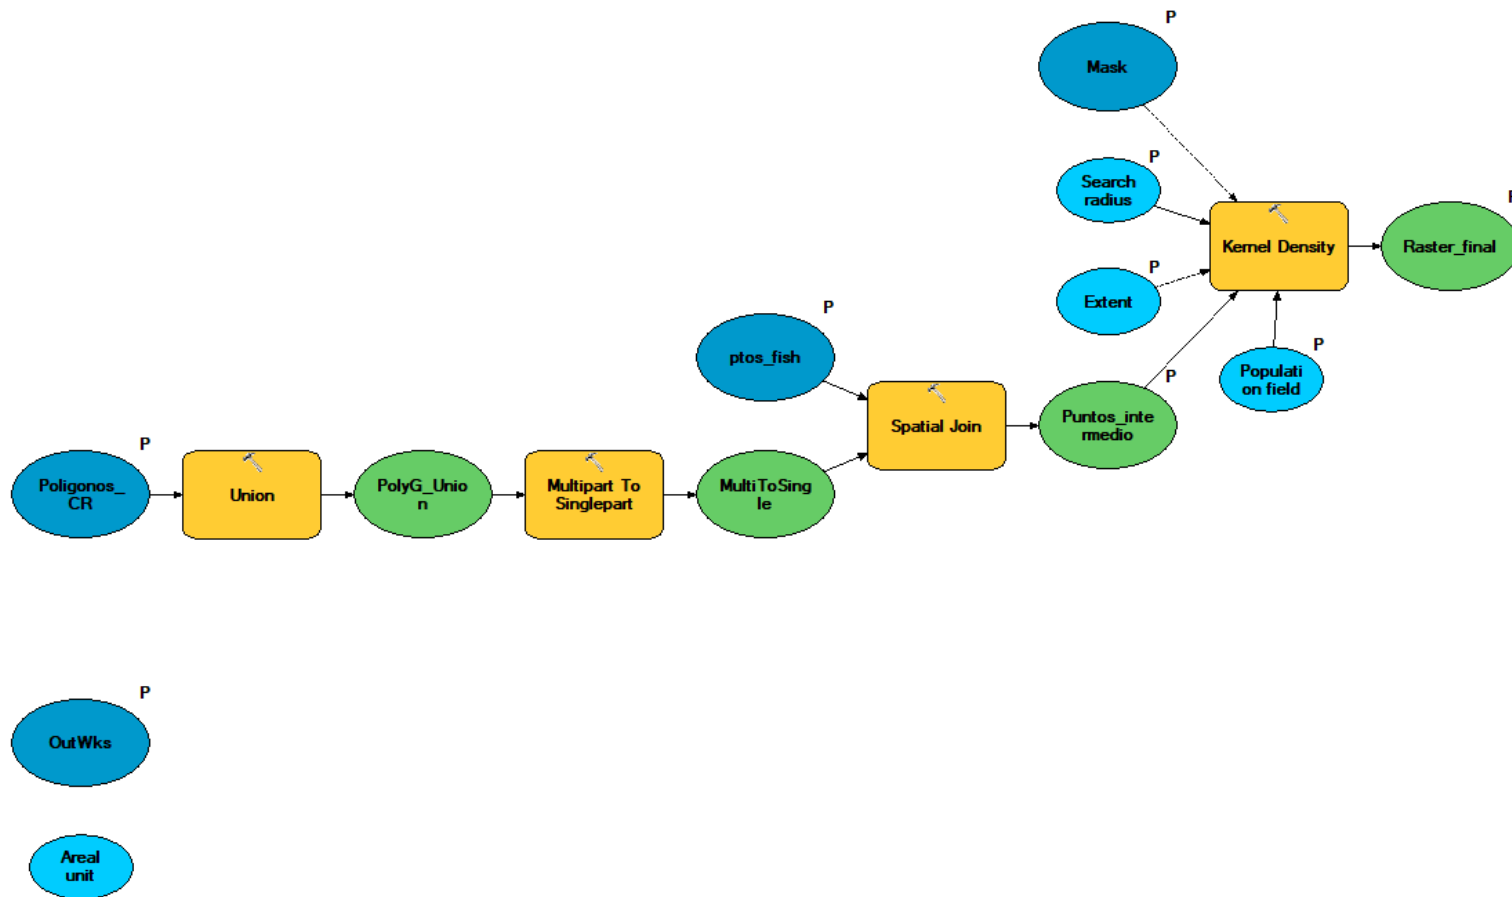 P
Mask
P
Search
radius
P
Kernel Density
Raster_final
P
Extent
P
ptos_fish
P
Populati
on field
P
Spatial Join
Puntos_inte
rmedio
P
Poligonos_
CR
Union
PolyG_Unio
n
Multipart To
Singlepart
MultiToSing
le
P
OutWks
Areal
unit